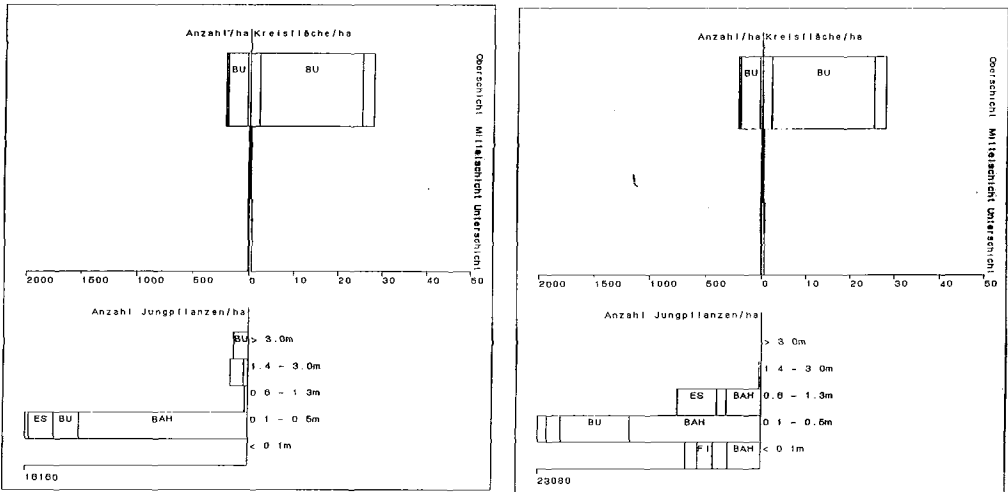 Anzahl/ha Kreisfläche/ha
BU BU
Oberschicht Mittelschicht Unterschicht
2000 1500 1000 500 0 10 20 30 40 50
Anzahl Jungpflanzen/ha
BU > 3.0m
1.4 - 3.0m
0.6 - 1.3m
ES BU BAH 0.1 - 0.5m
< 0.1m
16160
Anzahl/ha Kreisfläche/ha
BU BU
Oberschicht Mittelschicht Unterschicht
2000 1500 1000 500 0 10 20 30 40 50
Anzahl Jungpflanzen/ha
> 3.0m
1.4 - 3.0m
ES BAH 0.6 - 1.3m
BU BAH 0.1 - 0.5m
FI BAH < 0.1m
23080